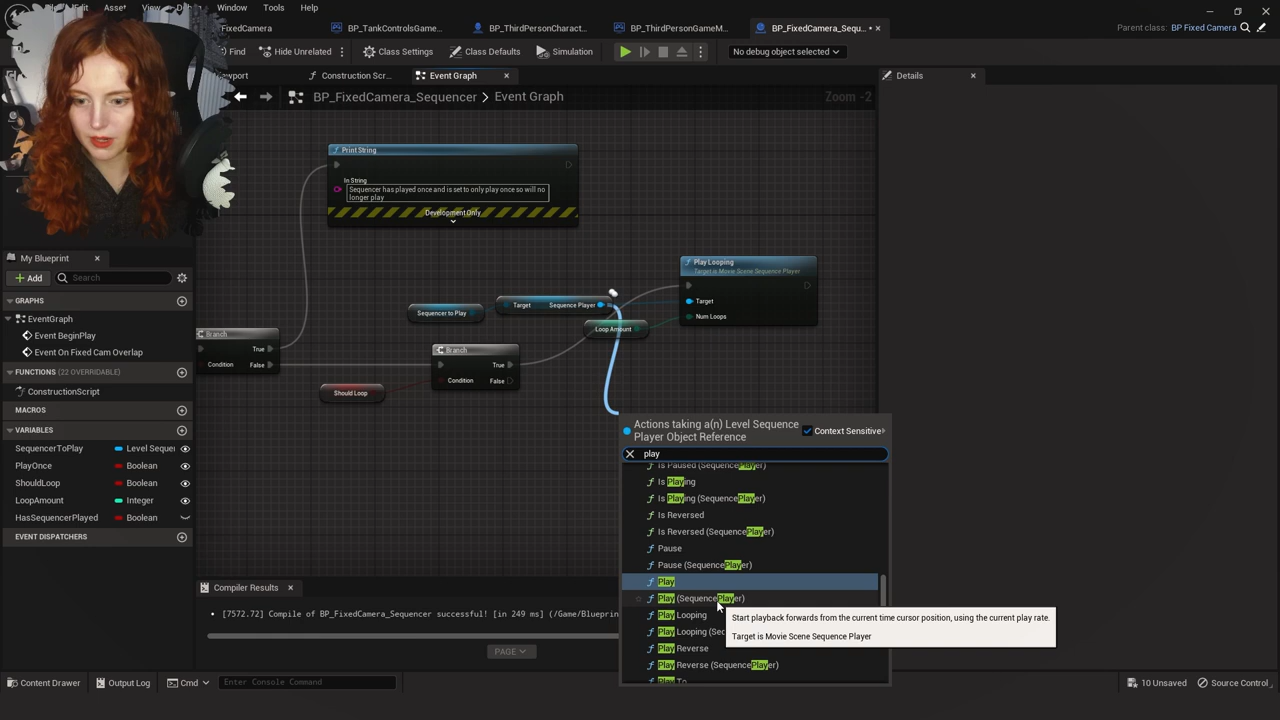 Asset
Window
Tools
Help
FixedCamera
BP_TankControlsGame...
BP_ThirdPersonCharact...
BP_ThirdPersonGameM...
BP_FixedCamera_Sequ...
Parent class: BP Fixed Camera
Find
Hide Unrelated
Class Settings
Class Defaults
Simulation
No debug object selected
ewport
Construction Scr...
Event Graph
Details
BP_FixedCamera_Sequencer > Event Graph
Zoom -2
Print String
In String
Sequencer has played once and is set to only play once so will no
longer play
Development Only
My Blueprint
+ Add
Search
GRAPHS
EventGraph
Event BeginPlay
Event On Fixed Cam Overlap
FUNCTIONS (22 OVERRIDABLE)
ConstructionScript
MACROS
VARIABLES
SequencerToPlay Level Sequen
PlayOnce Boolean
ShouldLoop Boolean
LoopAmount Integer
HasSequencerPlayed Boolean
EVENT DISPATCHERS
Play Looping
Target is Movie Scene Sequence Player
Target
Num Loops
Sequencer to Play
Target Sequence Player
Loop Amount
Branch
True
Condition False
Branch
True
Condition False
Should Loop
Actions taking a(n) Level Sequence
Player Object Reference
Context Sensitive
play
Is Paused (SequencePlayer)
Is Playing
Is Playing (SequencePlayer)
Is Reversed
Is Reversed (SequencePlayer)
Pause
Pause (SequencePlayer)
Play
Play (SequencePlayer)
Play Looping
Play Looping (Sec
Play Reverse
Play Reverse (SequencePlayer)
Play To
Start playback forwards from the current time cursor position, using the current play rate.
Target is Movie Scene Sequence Player
Compiler Results
[7572.72] Compile of BP_FixedCamera_Sequencer successful! [in 249 ms] (/Game/Blueprin
PAGE
Content Drawer
Output Log
Cmd
Enter Console Command
10 Unsaved
Source Control